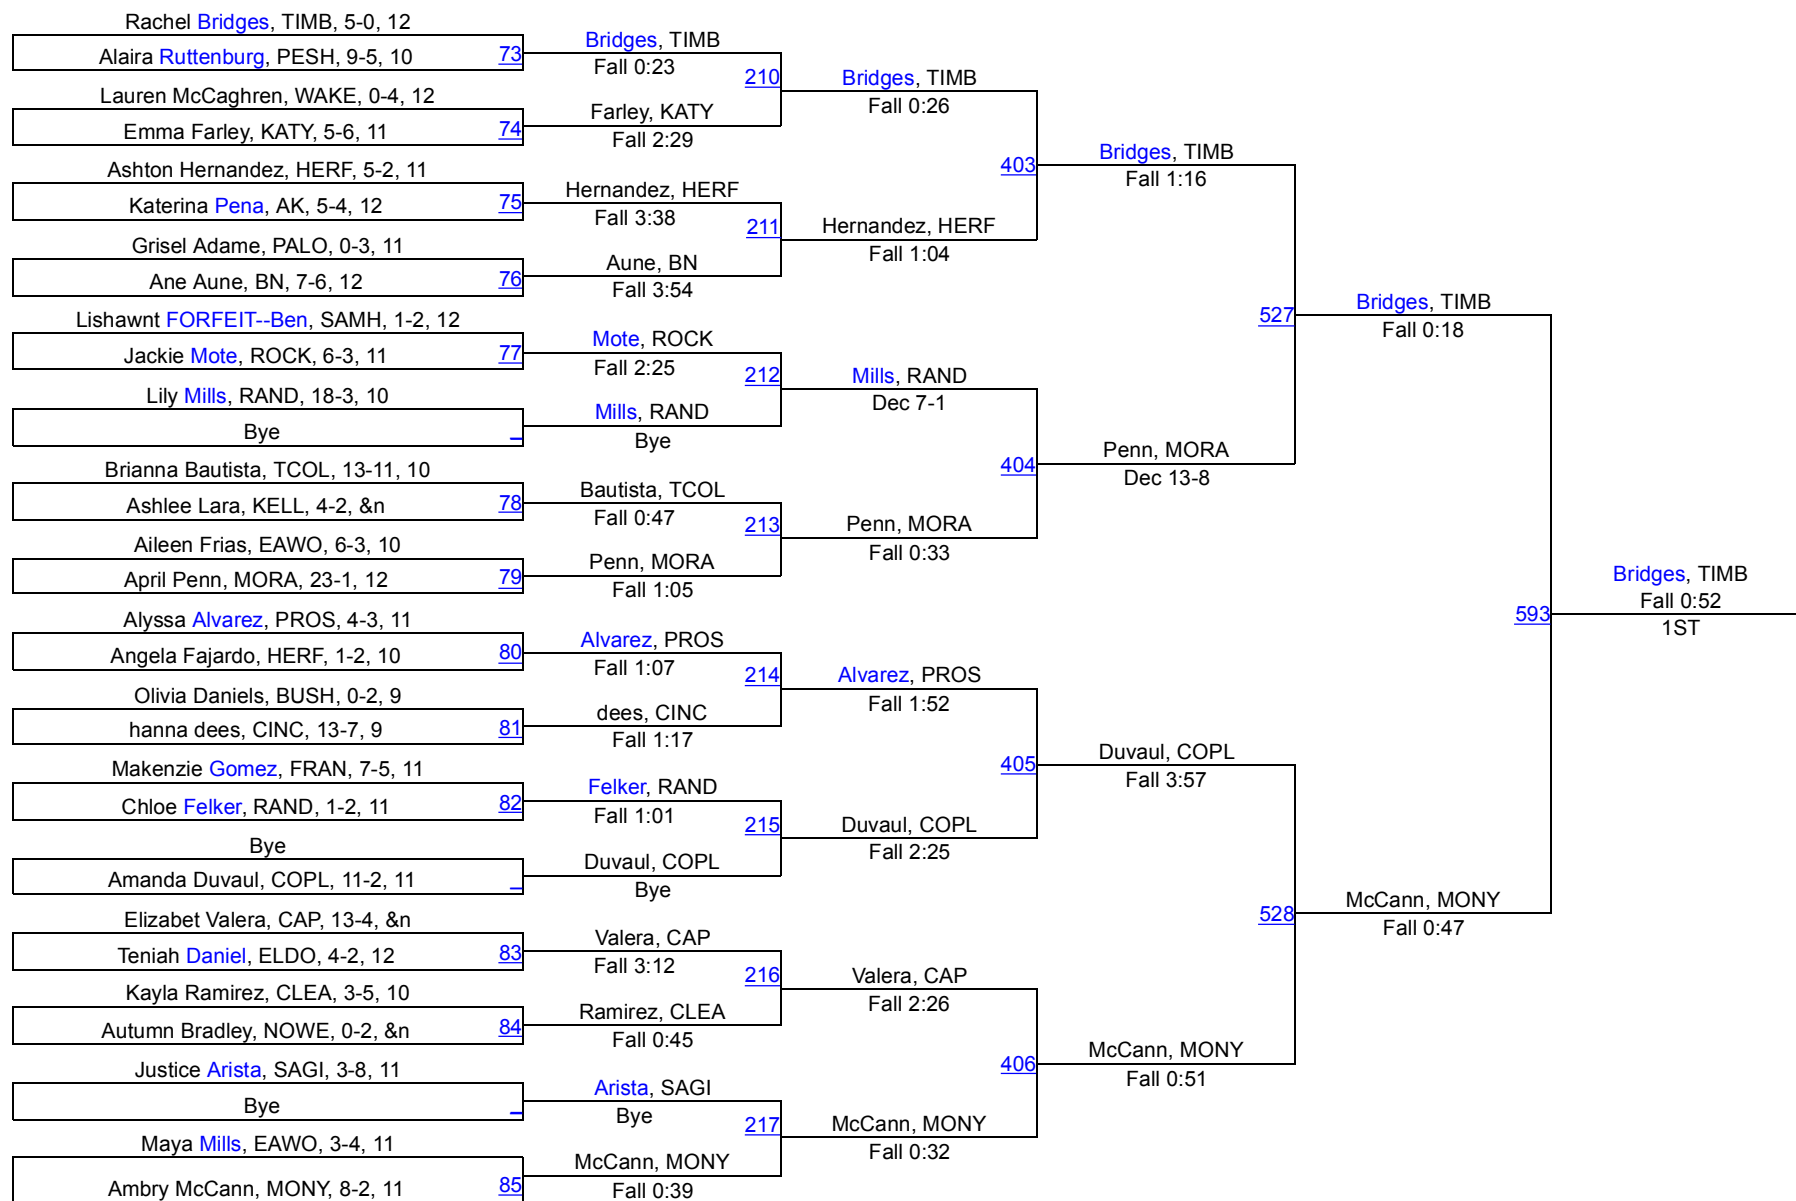 Rachel Bridges, TIMB, 5-0, 12
Alaira Ruttenburg, PESH, 9-5, 10
73
Lauren McCaghren, WAKE, 0-4, 12
Emma Farley, KATY, 5-6, 11
74
Ashton Hernandez, HERF, 5-2, 11
Katerina Pena, AK, 5-4, 12
75
Grisel Adame, PALO, 0-3, 11
Ane Aune, BN, 7-6, 12
76
Lishawnt FORFEIT--Ben, SAMH, 1-2, 12
Jackie Mote, ROCK, 6-3, 11
77
Lily Mills, RAND, 18-3, 10
Bye
_
Brianna Bautista, TCOL, 13-11, 10
Ashlee Lara, KELL, 4-2, &n
78
Aileen Frias, EAWO, 6-3, 10
April Penn, MORA, 23-1, 12
79
Alyssa Alvarez, PROS, 4-3, 11
Angela Fajardo, HERF, 1-2, 10
80
Olivia Daniels, BUSH, 0-2, 9
hanna dees, CINC, 13-7, 9
81
Makenzie Gomez, FRAN, 7-5, 11
Chloe Felker, RAND, 1-2, 11
82
Bye
Amanda Duvaul, COPL, 11-2, 11
_
Elizabet Valera, CAP, 13-4, &n
Teniah Daniel, ELDO, 4-2, 12
83
Kayla Ramirez, CLEA, 3-5, 10
Autumn Bradley, NOWE, 0-2, &n
84
Justice Arista, SAGI, 3-8, 11
Bye
_
Maya Mills, EAWO, 3-4, 11
Ambry McCann, MONY, 8-2, 11
85
Bridges, TIMB
Fall 0:23
210
Farley, KATY
Fall 2:29
Hernandez, HERF
Fall 3:38
211
Aune, BN
Fall 3:54
Mote, ROCK
Fall 2:25
212
Mills, RAND
Bye
Bautista, TCOL
Fall 0:47
213
Penn, MORA
Fall 1:05
Alvarez, PROS
Fall 1:07
214
dees, CINC
Fall 1:17
Felker, RAND
Fall 1:01
215
Duvaul, COPL
Bye
Valera, CAP
Fall 3:12
216
Ramirez, CLEA
Fall 0:45
Arista, SAGI
Bye
217
McCann, MONY
Fall 0:39
Bridges, TIMB
Fall 0:26
403
Hernandez, HERF
Fall 1:04
Mills, RAND
Dec 7-1
404
Penn, MORA
Fall 0:33
Alvarez, PROS
Fall 1:52
405
Duvaul, COPL
Fall 2:25
Valera, CAP
Fall 2:26
406
McCann, MONY
Fall 0:32
Bridges, TIMB
Fall 1:16
527
Penn, MORA
Dec 13-8
Duvaul, COPL
Fall 3:57
528
McCann, MONY
Fall 0:51
Bridges, TIMB
Fall 0:18
593
McCann, MONY
Fall 0:47
Bridges, TIMB
Fall 0:52
1ST